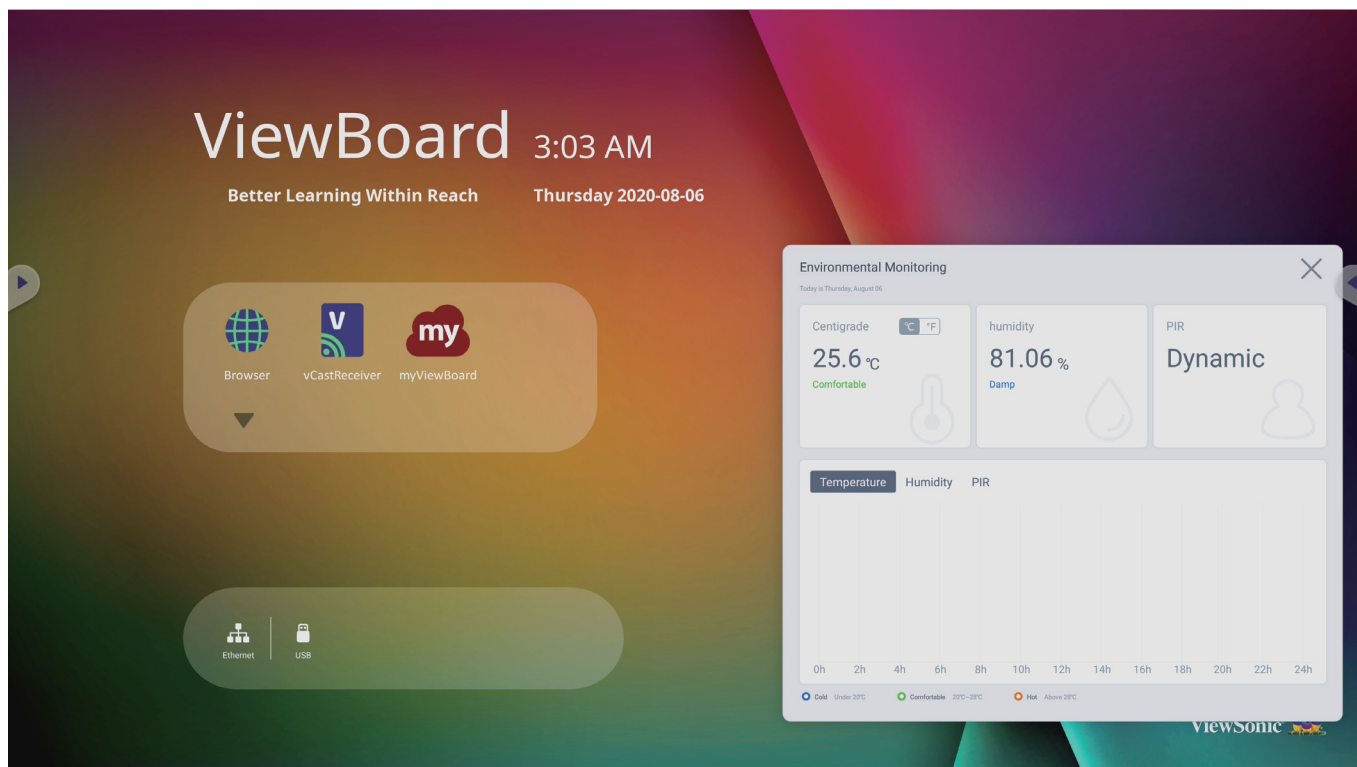 ViewBoard 3:03 AM
Better Learning Within Reach Thursday 2020-08-06
Browser vCastReceiver myViewBoard
V
my
Ethernet USB
Environmental Monitoring
Today is Thursday, August 06
Centigrade °C °F
25.6 °C
Comfortable
humidity
81.06 %
Damp
PIR
Dynamic
Temperature Humidity PIR
0h 2h 4h 6h 8h 10h 12h 14h 16h 18h 20h 22h 24h
Cold Under 20°C Comfortable 20°C~28°C Hot Above 28°C
ViewSonic